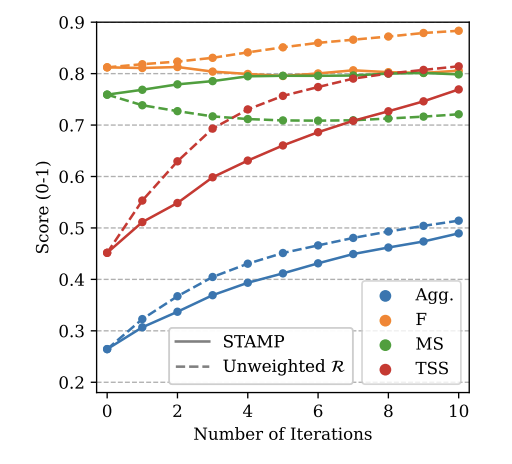 0.9
0.8
0.7
0.6
0.5
0.4
0.3
0.2
Score (0-1)
STAMP
Unweighted R
Agg.
F
MS
TSS
0 2 4 6 8 10
Number of Iterations